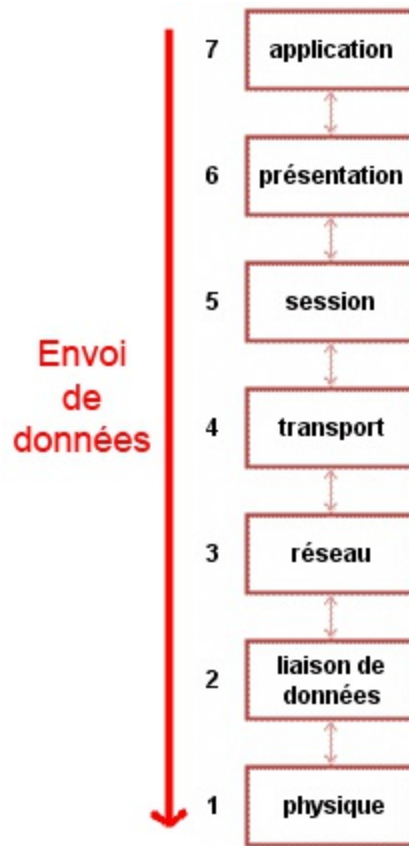 7 application
6 présentation
5 session
Envoi
de
données
4 transport
3 réseau
2 liaison de
données
1 physique